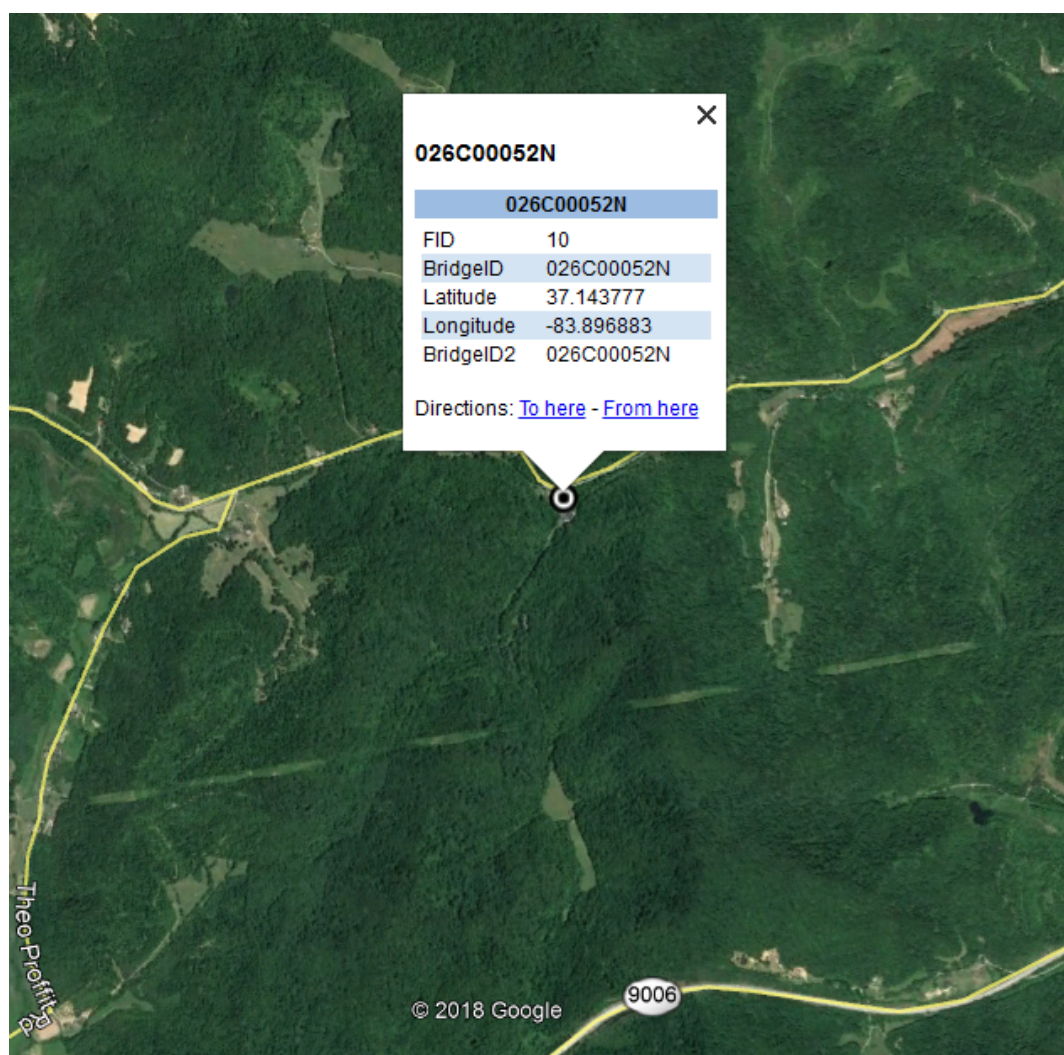 026C00052N
026C00052N
FID 10
BridgeID 026C00052N
Latitude 37.143777
Longitude -83.896883
BridgeID2 026C00052N
Directions: To here - From here
Theo Proffit Rd
9006
© 2018 Google